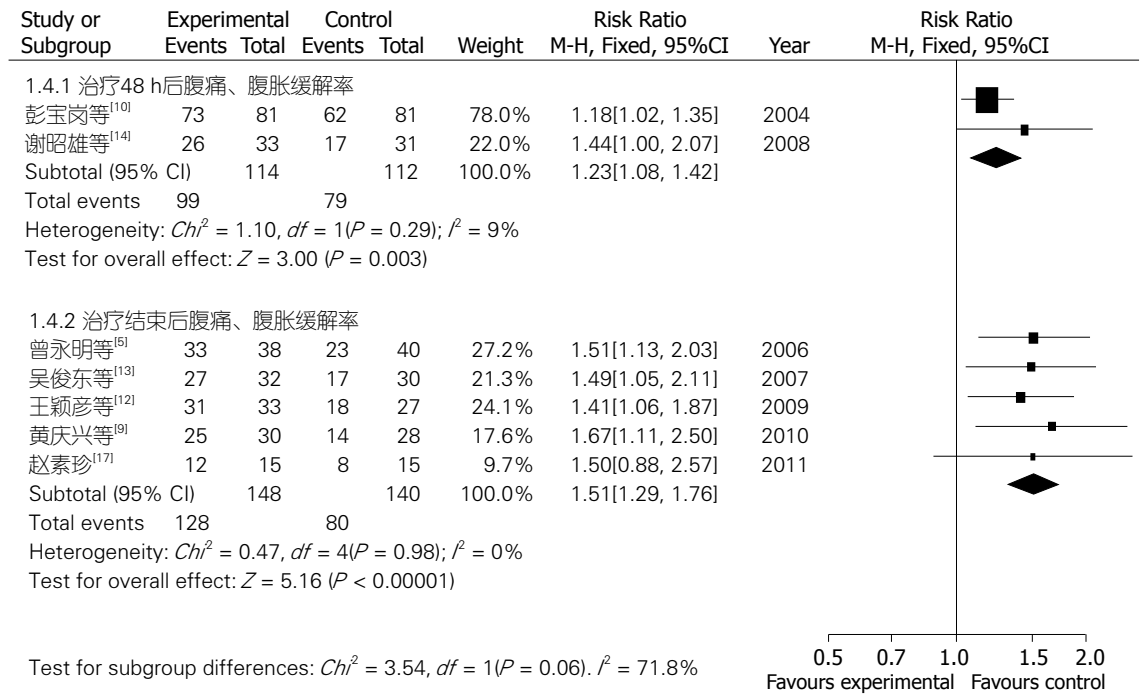 Study or Experimental Control Risk Ratio Risk Ratio
Subgroup Events Total Events Total Weight M-H, Fixed, 95%CI Year M-H, Fixed, 95%CI
1.4.1 治疗48 h后腹痛、腹胀缓解率
彭宝岗等[10] 73 81 62 81 78.0% 1.18[1.02, 1.35] 2004
谢昭雄等[14] 26 33 17 31 22.0% 1.44[1.00, 2.07] 2008
Subtotal (95% CI) 114 112 100.0% 1.23[1.08, 1.42]
Total events 99 79
Heterogeneity: Chi² = 1.10, df = 1(P = 0.29); I² = 9%
Test for overall effect: Z = 3.00 (P = 0.003)
1.4.2 治疗结束后腹痛、腹胀缓解率
曾永明等[5] 33 38 23 40 27.2% 1.51[1.13, 2.03] 2006
吴俊东等[13] 27 32 17 30 21.3% 1.49[1.05, 2.11] 2007
王颖彦等[12] 31 33 18 27 24.1% 1.41[1.06, 1.87] 2009
黄庆兴等[9] 25 30 14 28 17.6% 1.67[1.11, 2.50] 2010
赵素珍[17] 12 15 8 15 9.7% 1.50[0.88, 2.57] 2011
Subtotal (95% CI) 148 140 100.0% 1.51[1.29, 1.76]
Total events 128 80
Heterogeneity: Chi² = 0.47, df = 4(P = 0.98); I² = 0%
Test for overall effect: Z = 5.16 (P < 0.00001)
Test for subgroup differences: Chi² = 3.54, df = 1(P = 0.06). I² = 71.8%
0.5 0.7 1.0 1.5 2.0
Favours experimental Favours control